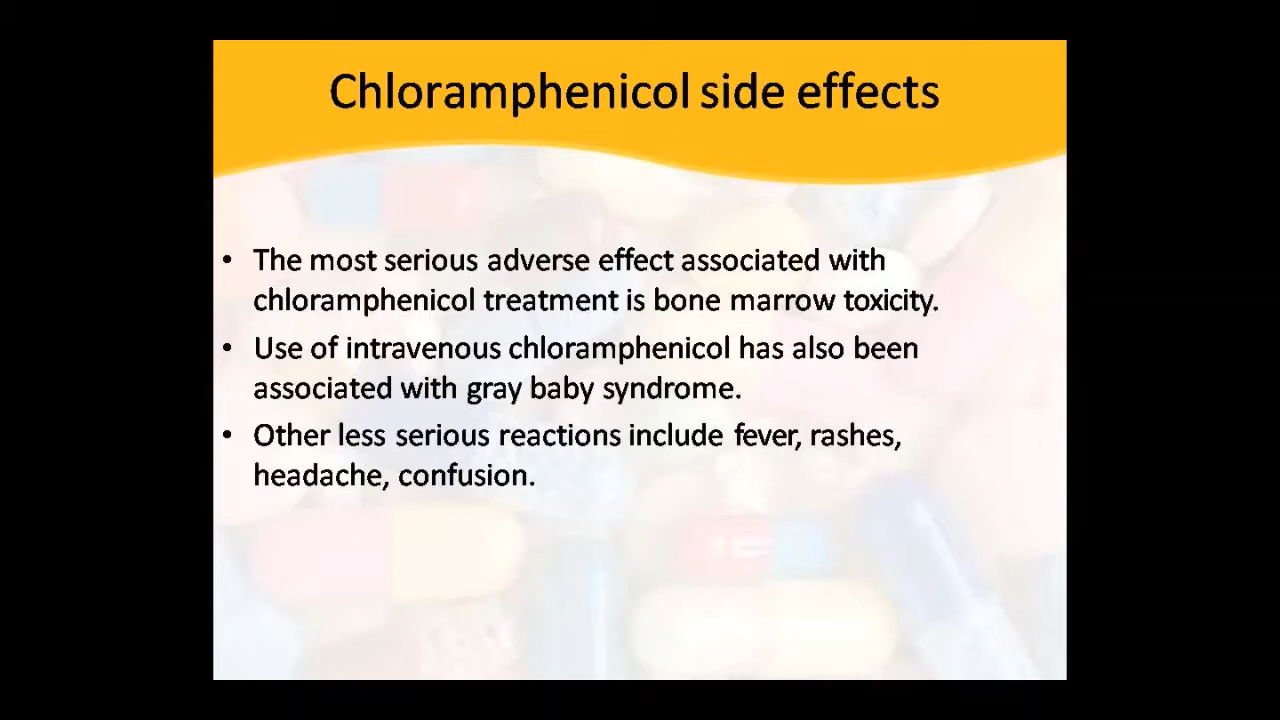 Chloramphenicol side effects
• The most serious adverse effect associated with
chloramphenicol treatment is bone marrow toxicity.
• Use of intravenous chloramphenicol has also been
associated with gray baby syndrome.
• Other less serious reactions include fever, rashes,
headache, confusion.